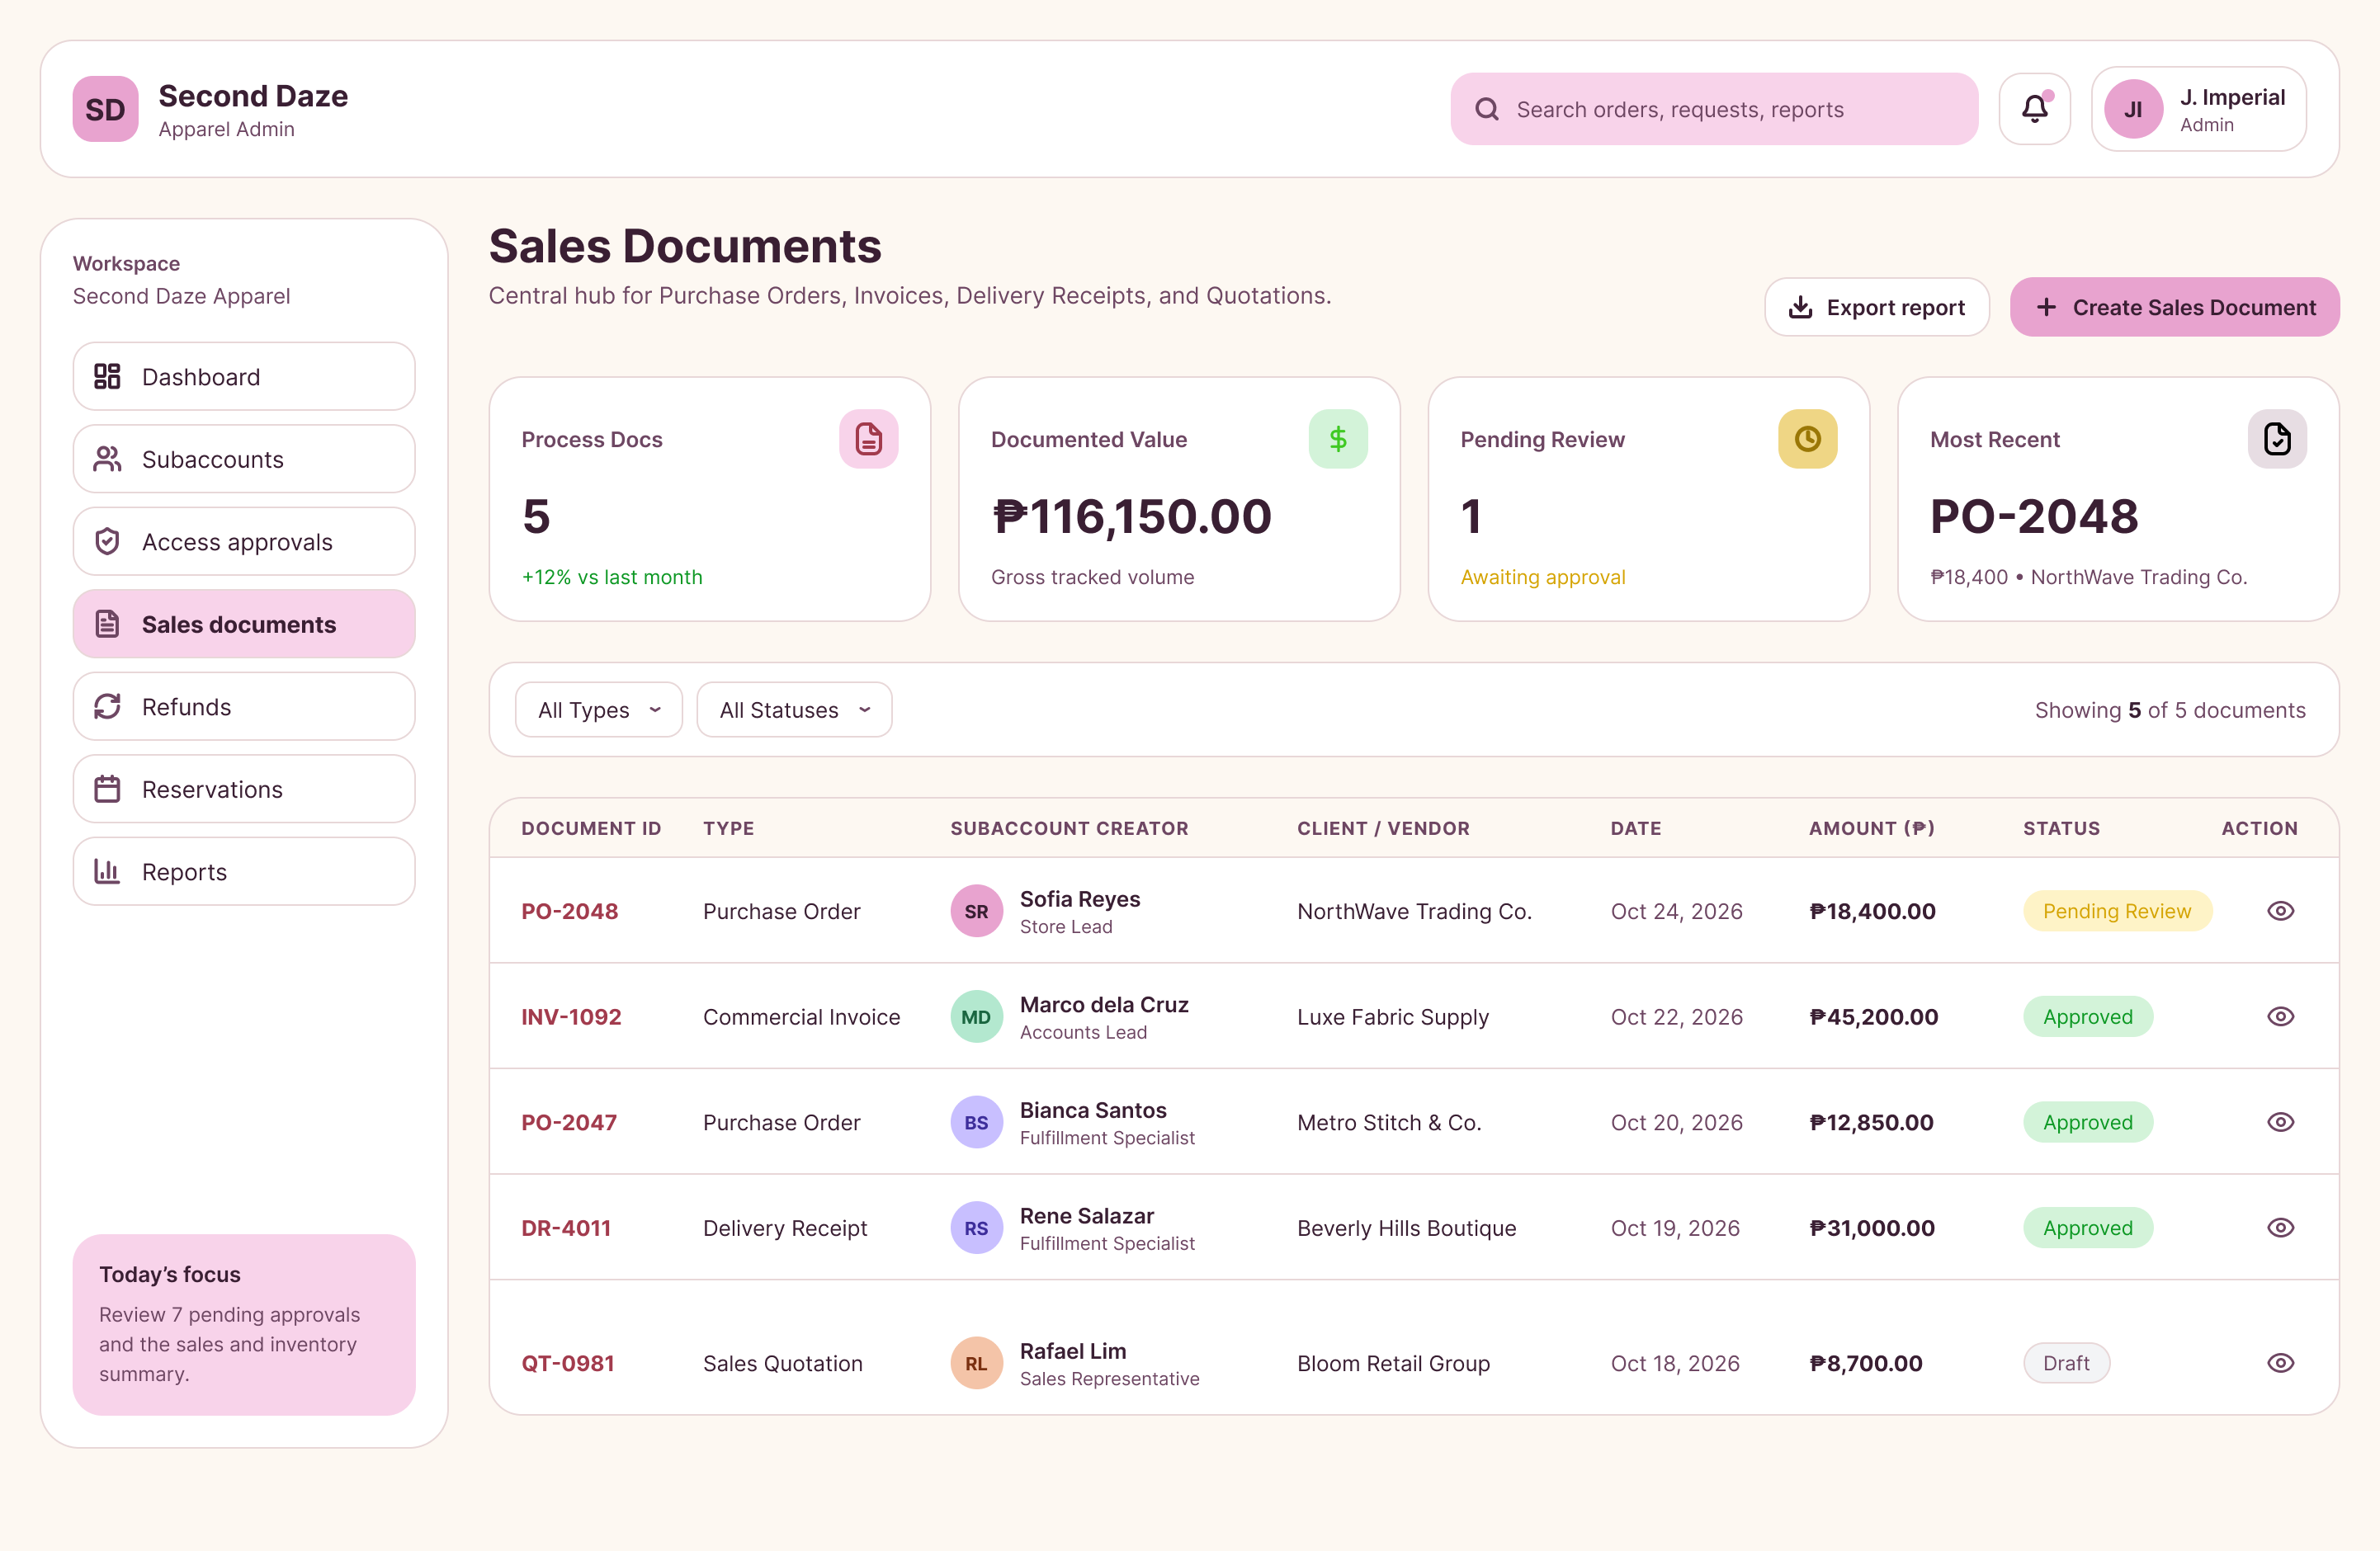 SD
Second Daze
Apparel Admin
Search orders, requests, reports
JI
J. Imperial
Admin
Workspace
Second Daze Apparel
Dashboard
Subaccounts
Access approvals
Sales documents
Refunds
Reservations
Reports
Today’s focus
Review 7 pending approvals
and the sales and inventory
summary.
Sales Documents
Central hub for Purchase Orders, Invoices, Delivery Receipts, and Quotations.
Export report
Create Sales Document
Process Docs
5
+12% vs last month
Documented Value
₱116,150.00
Gross tracked volume
Pending Review
1
Awaiting approval
Most Recent
PO-2048
₱18,400 • NorthWave Trading Co.
All Types
All Statuses
Showing 5 of 5 documents
DOCUMENT ID TYPE SUBACCOUNT CREATOR CLIENT / VENDOR DATE AMOUNT (₱) STATUS ACTION
PO-2048 Purchase Order SR Sofia Reyes NorthWave Trading Co. Oct 24, 2026 ₱18,400.00 Pending Review
Store Lead
INV-1092 Commercial Invoice MD Marco dela Cruz Luxe Fabric Supply Oct 22, 2026 ₱45,200.00 Approved
Accounts Lead
PO-2047 Purchase Order BS Bianca Santos Metro Stitch & Co. Oct 20, 2026 ₱12,850.00 Approved
Fulfillment Specialist
DR-4011 Delivery Receipt RS Rene Salazar Beverly Hills Boutique Oct 19, 2026 ₱31,000.00 Approved
Fulfillment Specialist
QT-0981 Sales Quotation RL Rafael Lim Bloom Retail Group Oct 18, 2026 ₱8,700.00 Draft
Sales Representative